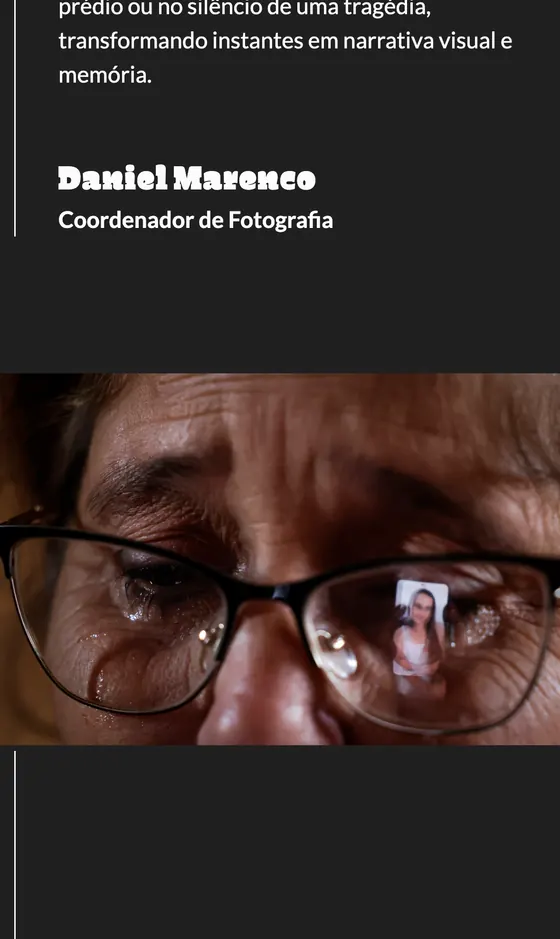 prédio ou no silêncio de uma tragédia,
transformando instantes em narrativa visual e
memória.
Daniel Marenco
Coordenador de Fotografia